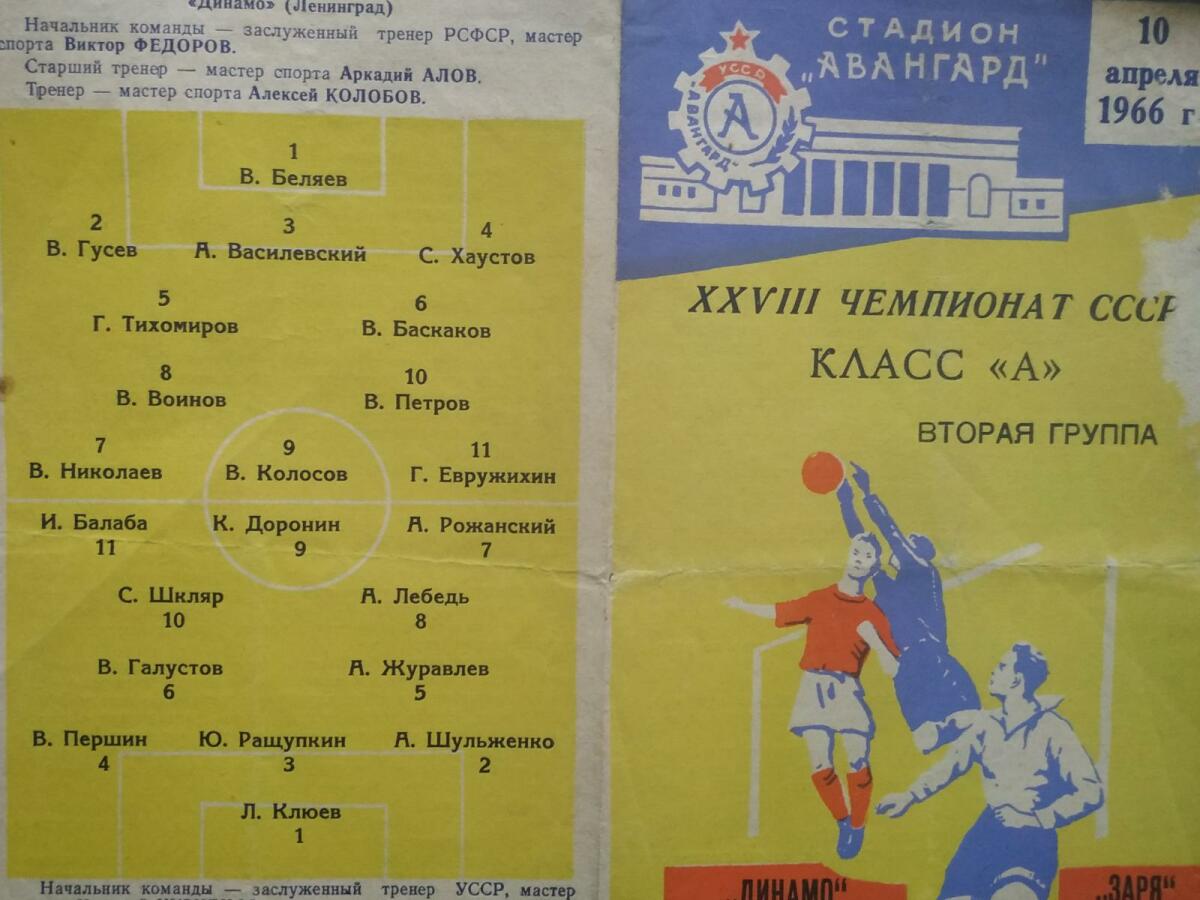 «Динамо» (Ленинград)
Начальник команды — заслуженный тренер РСФСР, мастер
спорта Виктор ФЕДОРОВ.
Старший тренер — мастер спорта Аркадий АЛОВ.
Тренер — мастер спорта Алексей КОЛОБОВ.
1
В. Беляев
2 3 4
В. Гусев А. Василевский С. Хаустов
5 6
Г. Тихомиров В. Баскаков
8 10
В. Воинов В. Петров
7 9 11
В. Николаев В. Колосов Г. Евружихин
И. Балаба К. Доронин А. Рожанский
11 9 7
С. Шкляр А. Лебедь
10 8
В. Галустов А. Журавлев
6 5
В. Першин Ю. Ращупкин А. Шульженко
4 3 2
Л. Клюев
1
Начальник команды — заслуженный тренер УССР, мастер
СТАДИОН
„АВАНГАРД"
УССР
„АВАНГАРД"
А
10
апреля
1966 г.
XXVIII ЧЕМПИОНАТ СССР
КЛАСС «А»
ВТОРАЯ ГРУППА
„ДИНАМО" „ЗАРЯ"